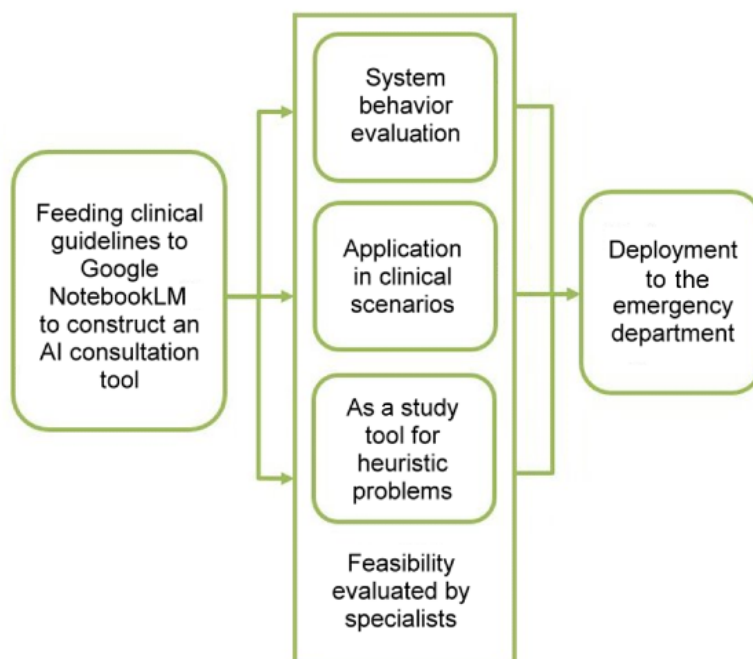 Feeding clinical
guidelines to
Google
NotebookLM
to construct an
AI consultation
tool
System
behavior
evaluation
Application
in clinical
scenarios
As a study
tool for
heuristic
problems
Feasibility
evaluated by
specialists
Deployment
to the
emergency
department